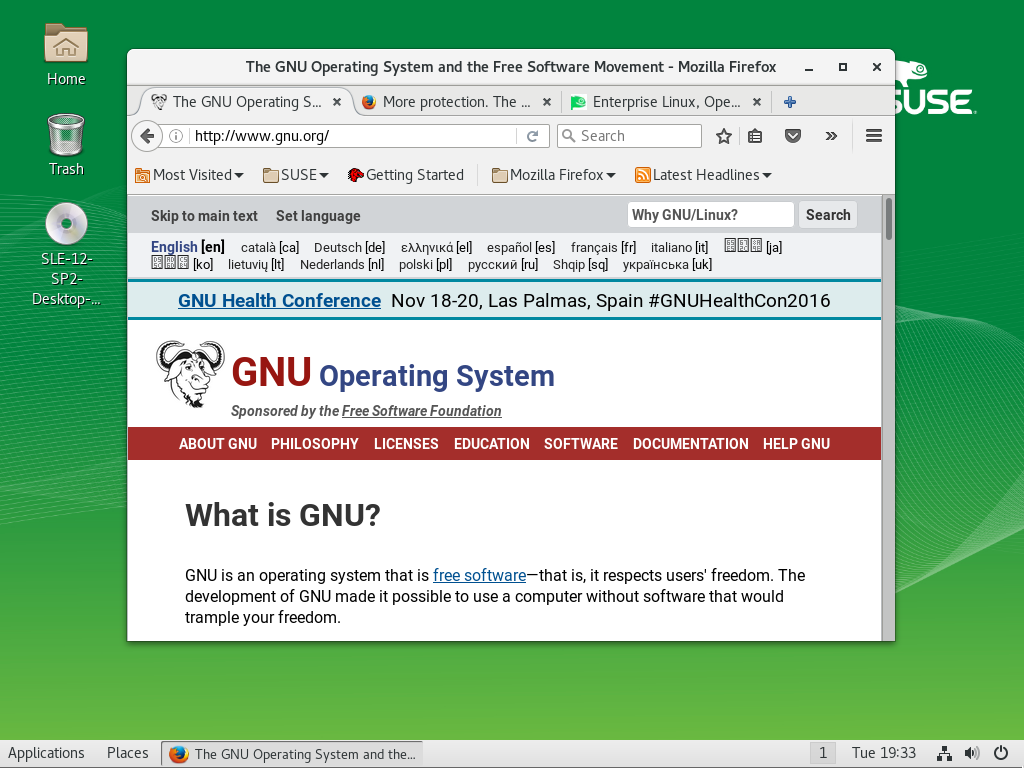 Home
Trash
SLE-12-
SP2-
Desktop-...
SUSE
The GNU Operating System and the Free Software Movement - Mozilla Firefox
The GNU Operating S... More protection. The ... Enterprise Linux, Ope...
http://www.gnu.org/ Search
Most Visited SUSE Getting Started Mozilla Firefox Latest Headlines
Skip to main text Set language Why GNU/Linux? Search
English [en] català [ca] Deutsch [de] ελληνικά [el] español [es] français [fr] italiano [it] [ja]
[ko] lietuvių [lt] Nederlands [nl] polski [pl] русский [ru] Shqip [sq] українська [uk]
GNU Health Conference Nov 18-20, Las Palmas, Spain #GNUHealthCon2016
GNU Operating System
Sponsored by the Free Software Foundation
ABOUT GNU PHILOSOPHY LICENSES EDUCATION SOFTWARE DOCUMENTATION HELP GNU
What is GNU?
GNU is an operating system that is free software—that is, it respects users' freedom. The
development of GNU made it possible to use a computer without software that would
trample your freedom.
Applications Places The GNU Operating System and the... 1 Tue 19:33